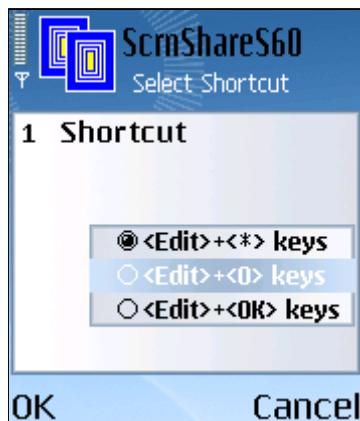 ScrnShareS60
Select Shortcut
1 Shortcut
<Edit>+<*> keys
<Edit>+<0> keys
<Edit>+<OK> keys
OK Cancel